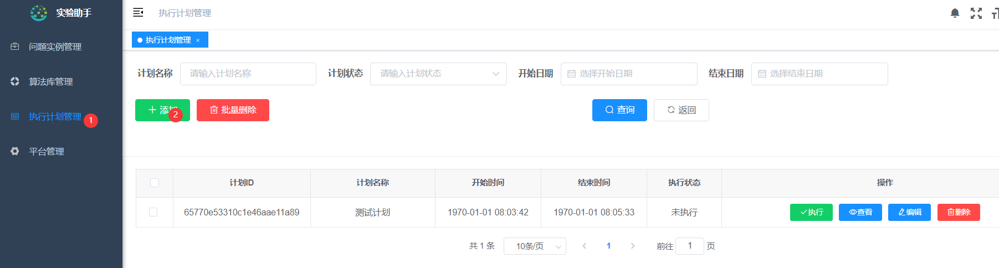 实验助手
执行计划管理
问题实例管理
算法库管理
执行计划管理 1
平台管理
执行计划管理 ×
计划名称 请输入计划名称 计划状态 请输入计划状态 开始日期 选择开始日期 结束日期 选择结束日期
添加 2 批量删除 查询 返回
计划ID 计划名称 开始时间 结束时间 执行状态 操作
65770e53310c1e46aae11a89 测试计划 1970-01-01 08:03:42 1970-01-01 08:05:33 未执行 执行 查看 编辑 删除
共 1 条 10条/页 1 前往 1 页